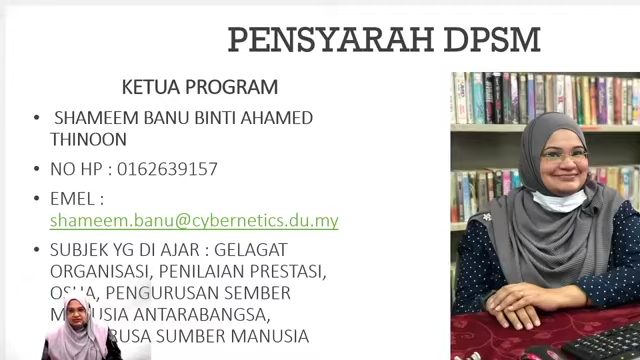 PENSYARAH DPSM
KETUA PROGRAM
• SHAMEEM BANU BINTI AHAMED
THINOON
• NO HP : 0162639157
• EMEL :
shameem.banu@cybernetics.du.my
• SUBJEK YG DI AJAR : GELAGAT
ORGANISASI, PENILAIAN PRESTASI,
PENGURUSAN SEMBER
ANTARABANGSA,
SUMBER MANUSIA